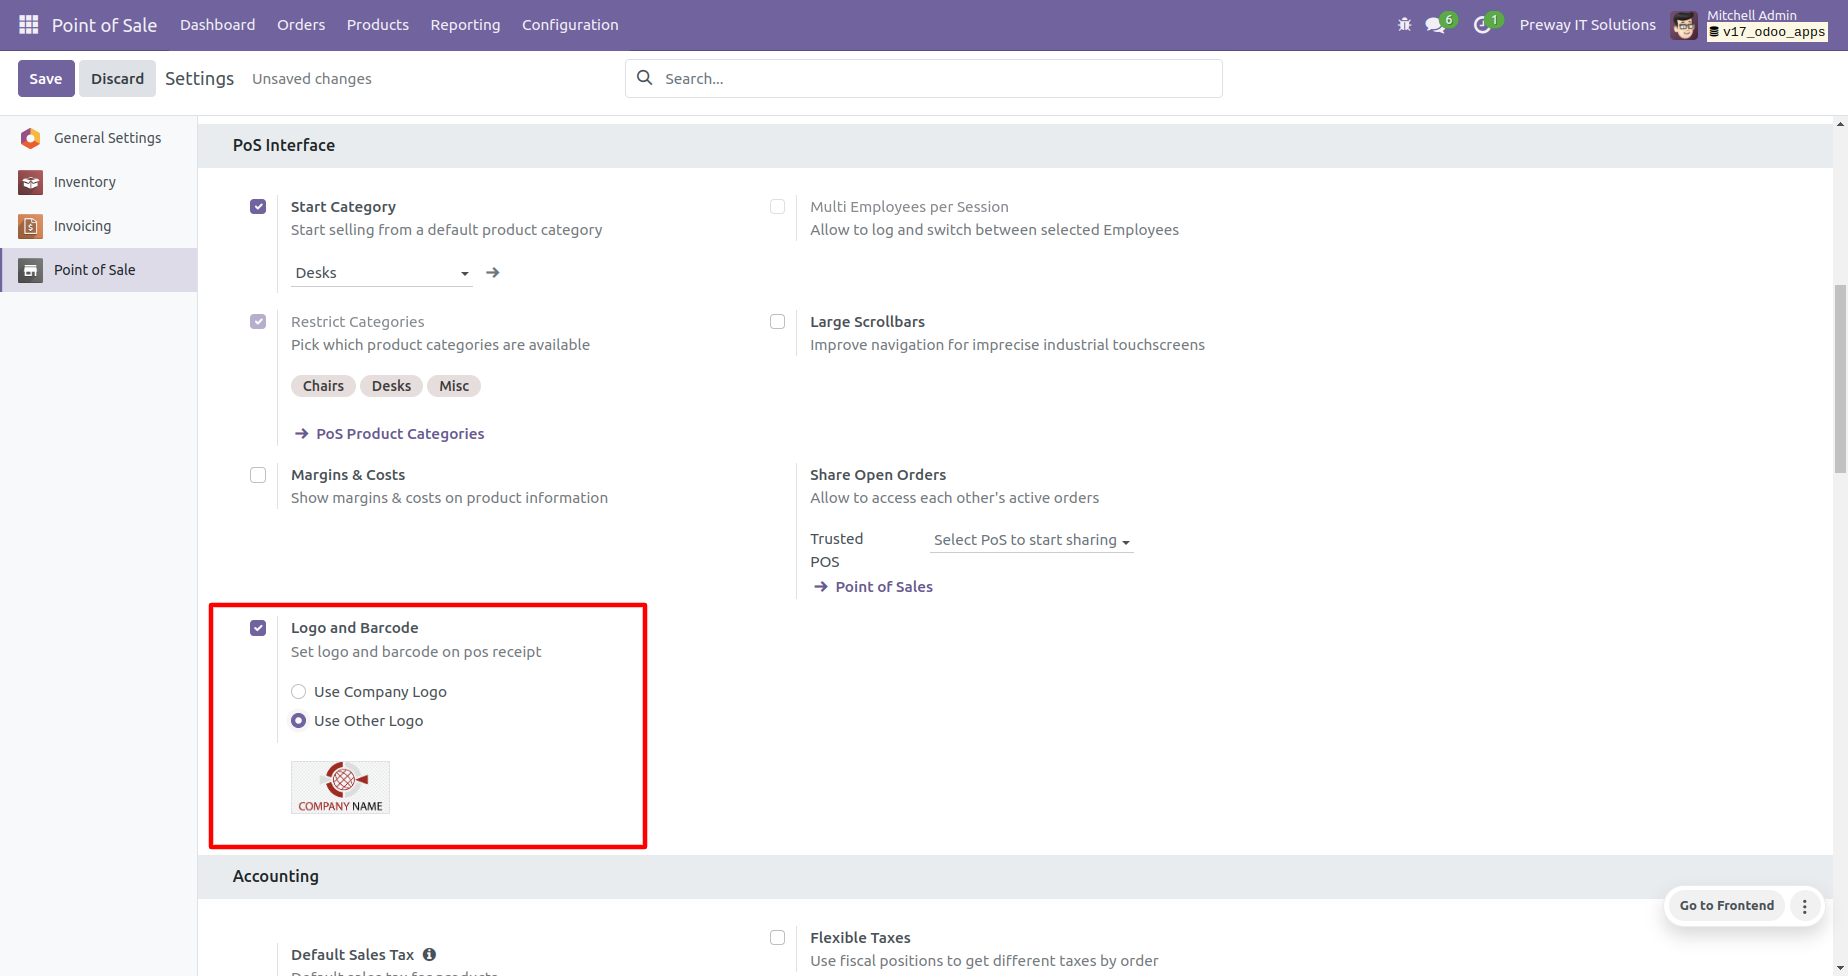 Point of Sale Dashboard Orders Products Reporting Configuration 6 1 Preway IT Solutions Mitchell Admin
v17_odoo_apps
Save Discard Settings Unsaved changes Search...
General Settings
Inventory
Invoicing
Point of Sale
PoS Interface
Start Category
Start selling from a default product category
Desks
Multi Employees per Session
Allow to log and switch between selected Employees
Restrict Categories
Pick which product categories are available
Chairs Desks Misc
PoS Product Categories
Large Scrollbars
Improve navigation for imprecise industrial touchscreens
Margins & Costs
Show margins & costs on product information
Share Open Orders
Allow to access each other's active orders
Trusted
POS
Select PoS to start sharing
Point of Sales
Logo and Barcode
Set logo and barcode on pos receipt
Use Company Logo
Use Other Logo
COMPANY NAME
Accounting
Go to Frontend
Default Sales Tax
Default sales tax for products
Flexible Taxes
Use fiscal positions to get different taxes by order